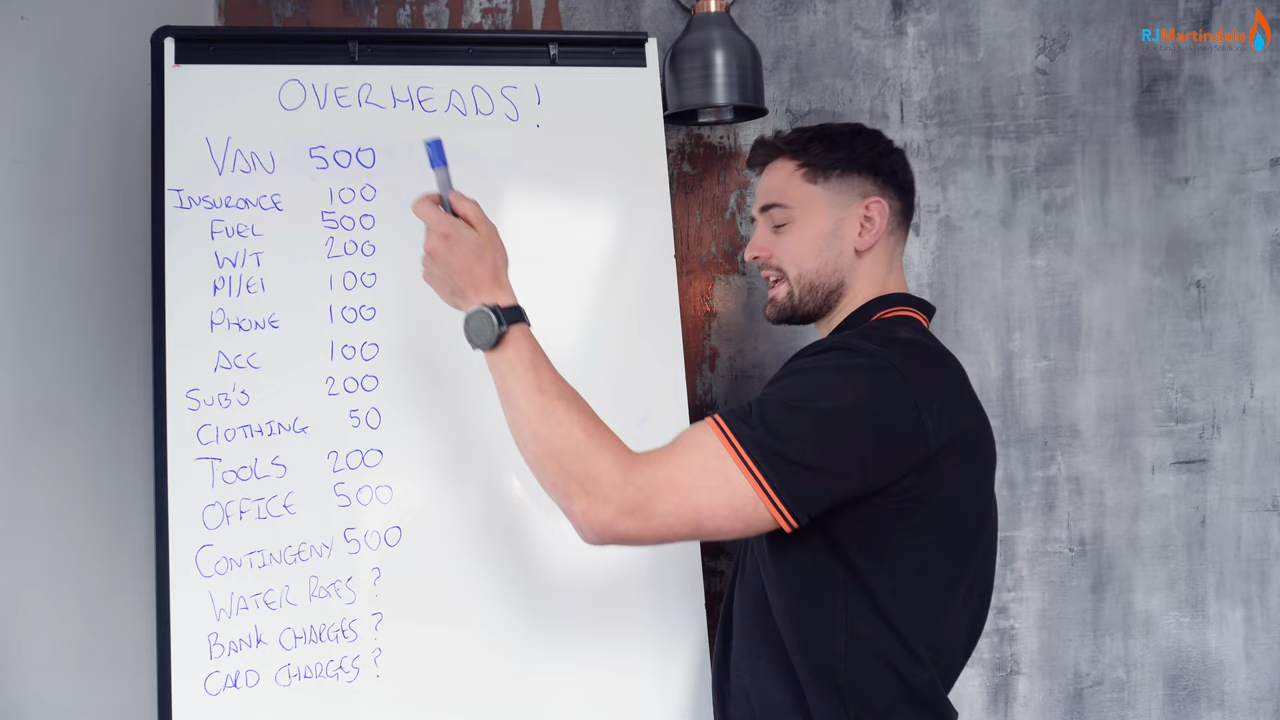 RJMartindale
OVERHEADS!
VAN 500
INSURANCE 100
FUEL 500
W/T 200
PI/EI 100
PHONE 100
ACC 100
SUB'S 200
CLOTHING 50
TOOLS 200
OFFICE 500
CONTINGENY 500
WATER RATES ?
BANK CHARGES ?
CARD CHARGES ?